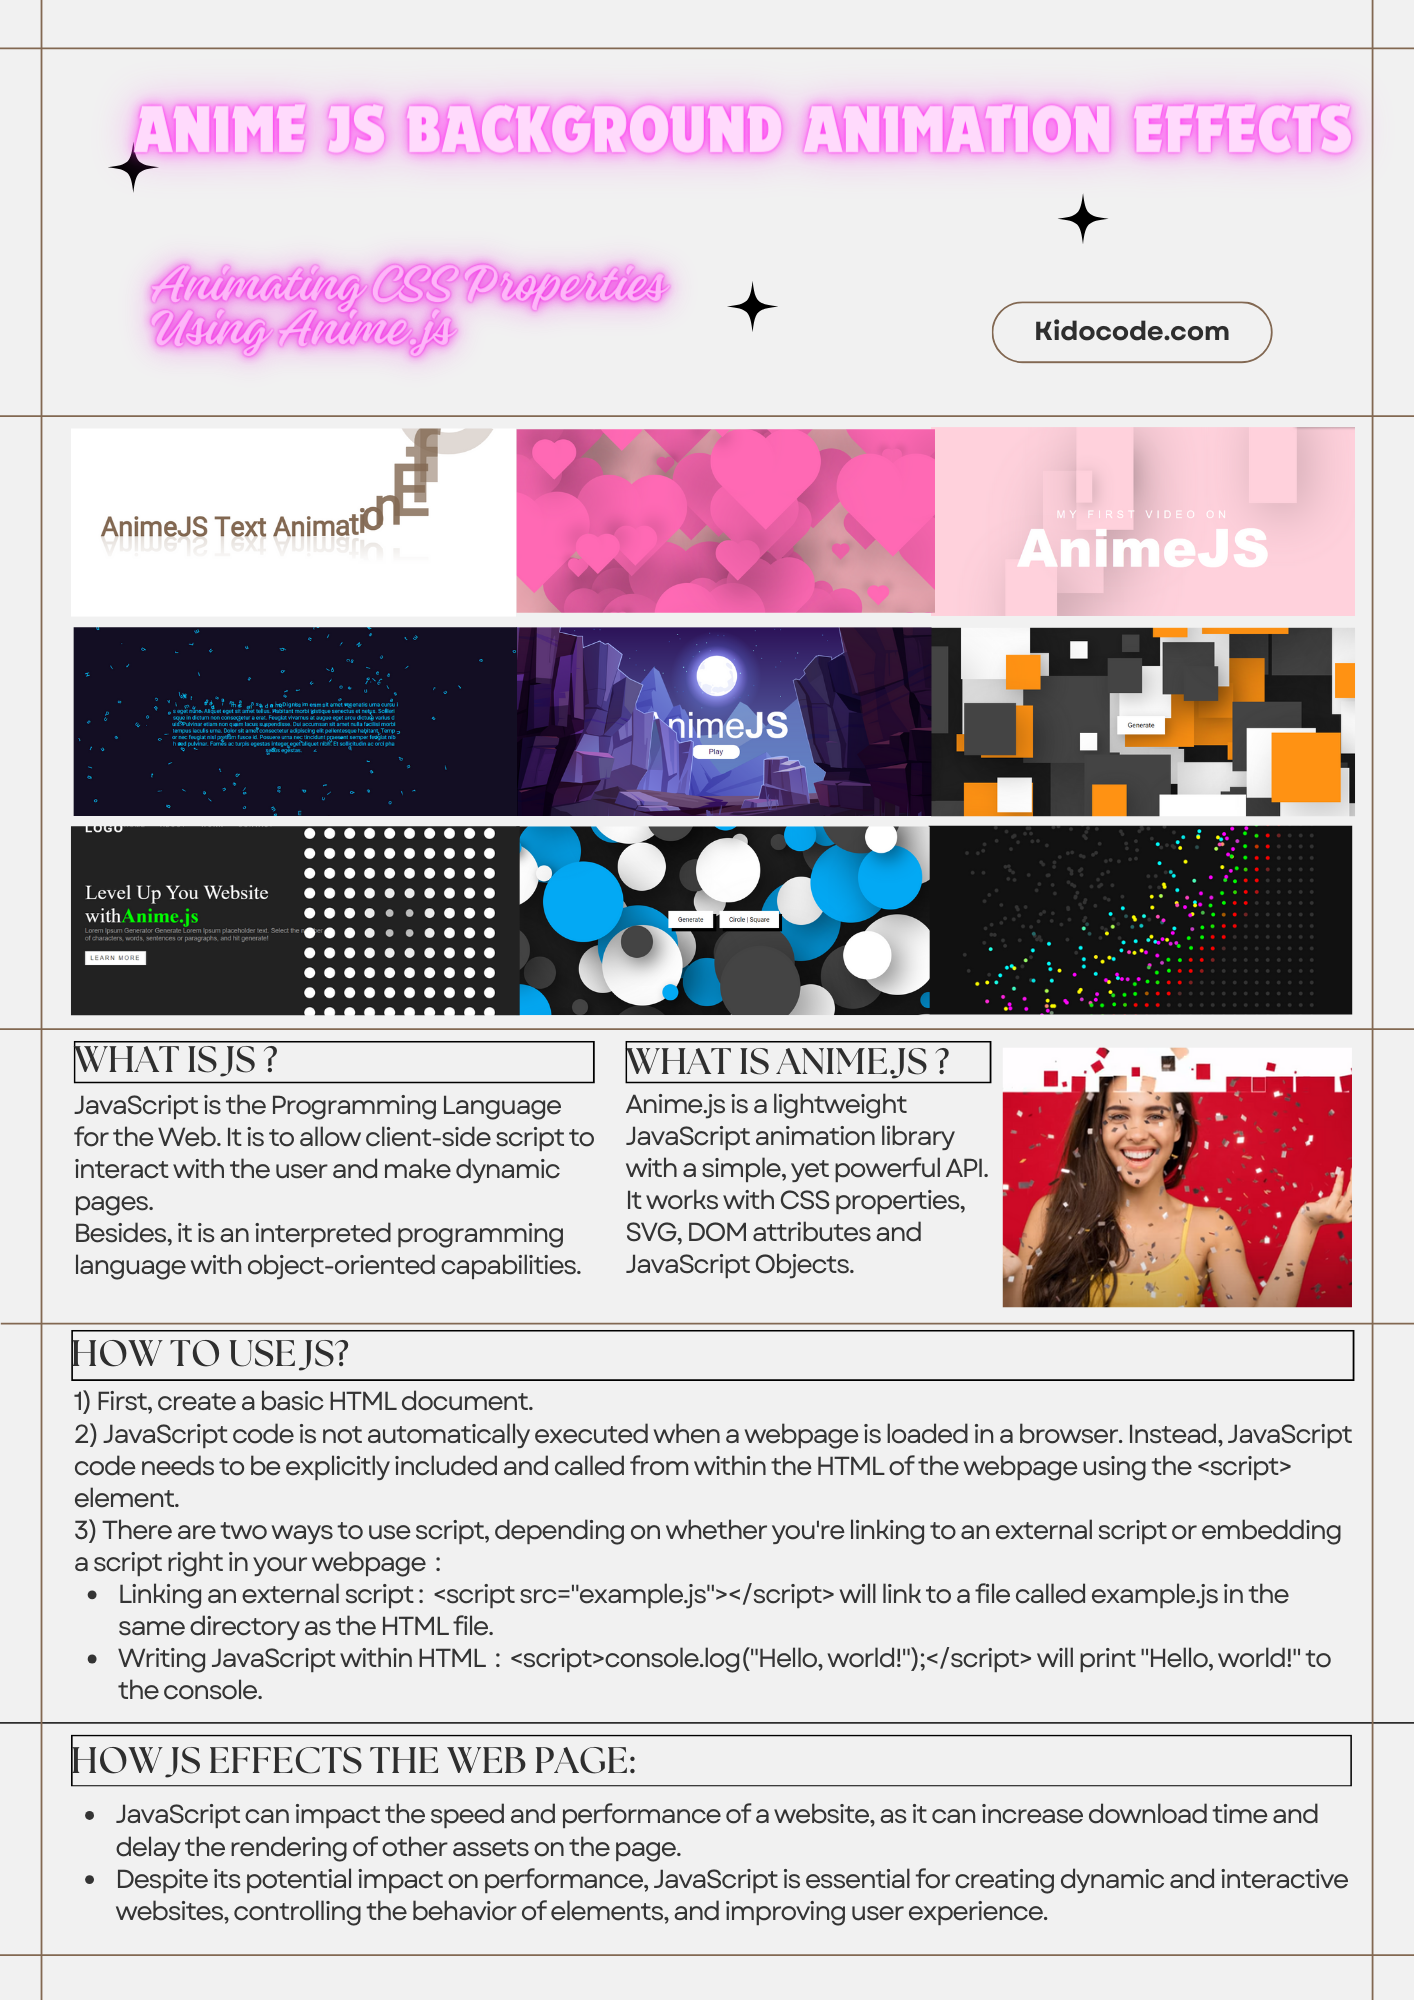 ANIME JS BACKGROUND ANIMATION EFFECTS
Animating CSS Properties
Using Anime.js
Kidocode.com
AnimeJS Text Animation Eff
MY FIRST VIDEO ON
AnimeJS
nimeJS
Play
Generate
LOGO
Level Up You Website
withAnime.js
Lorem Ipsum Generator Generate Lorem Ipsum placeholder text. Select the number
of characters, words, sentences or paragraphs, and hit generate!
LEARN MORE
Generate
Circle | Square
WHAT IS JS ?
JavaScript is the Programming Language
for the Web. It is to allow client-side script to
interact with the user and make dynamic
pages.
Besides, it is an interpreted programming
language with object-oriented capabilities.
WHAT IS ANIME.JS ?
Anime.js is a lightweight
JavaScript animation library
with a simple, yet powerful API.
It works with CSS properties,
SVG, DOM attributes and
JavaScript Objects.
HOW TO USE JS?
1) First, create a basic HTML document.
2) JavaScript code is not automatically executed when a webpage is loaded in a browser. Instead, JavaScript
code needs to be explicitly included and called from within the HTML of the webpage using the <script>
element.
3) There are two ways to use script, depending on whether you're linking to an external script or embedding
a script right in your webpage :
• Linking an external script : <script src="example.js"></script> will link to a file called example.js in the
same directory as the HTML file.
• Writing JavaScript within HTML : <script>console.log("Hello, world!");</script> will print "Hello, world!" to
the console.
HOW JS EFFECTS THE WEB PAGE:
• JavaScript can impact the speed and performance of a website, as it can increase download time and
delay the rendering of other assets on the page.
• Despite its potential impact on performance, JavaScript is essential for creating dynamic and interactive
websites, controlling the behavior of elements, and improving user experience.